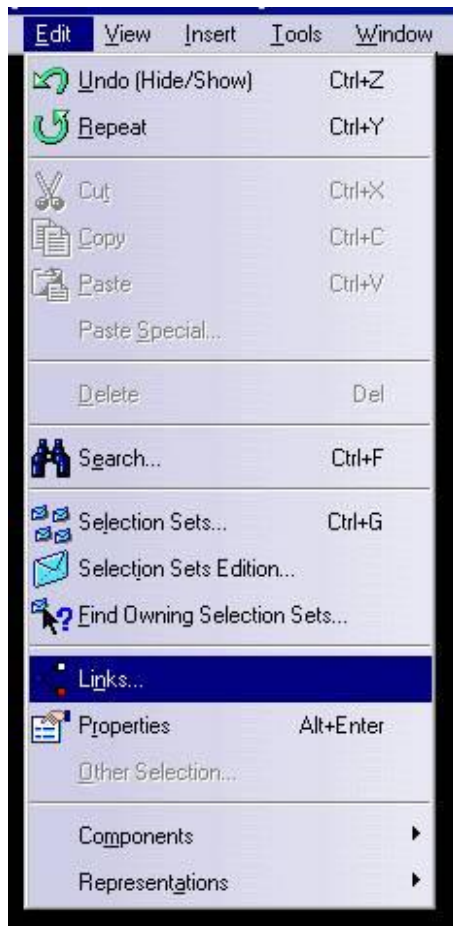 Edit View Insert Tools Window
Undo (Hide/Show) Ctrl+Z
Repeat Ctrl+Y
Cut Ctrl+X
Copy Ctrl+C
Paste Ctrl+V
Paste Special...
Delete Del
Search... Ctrl+F
Selection Sets... Ctrl+G
Selection Sets Edition...
Find Owning Selection Sets...
Links...
Properties Alt+Enter
Other Selection...
Components
Representations